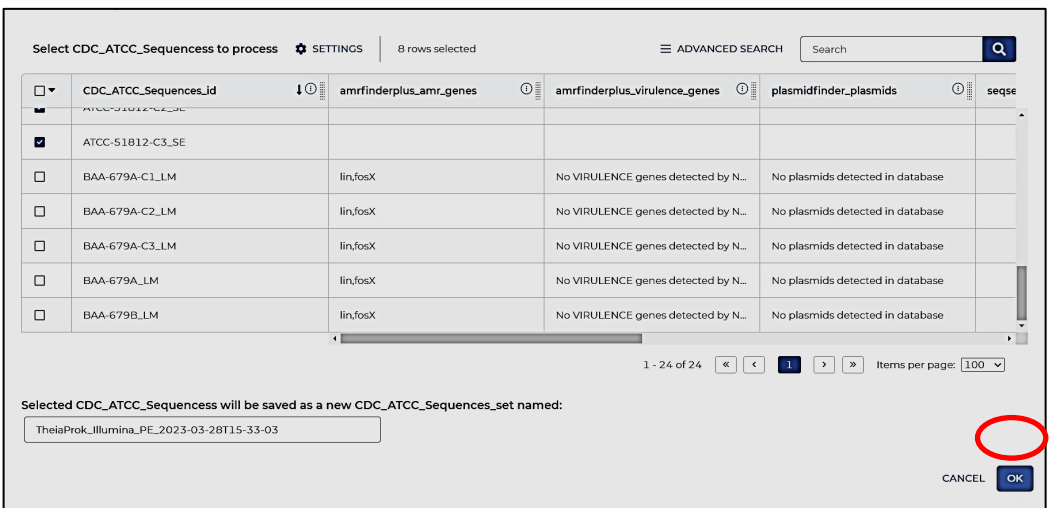 Select CDC_ATCC_Sequencess to process SETTINGS 8 rows selected ADVANCED SEARCH Search
CDC_ATCC_Sequences_id amrfinderplus_amr_genes amrfinderplus_virulence_genes plasmidfinder_plasmids seqse
ATCC-51812-C2_SE
ATCC-51812-C3_SE
BAA-679A-C1_LM lin,fosX No VIRULENCE genes detected by N... No plasmids detected in database
BAA-679A-C2_LM lin,fosX No VIRULENCE genes detected by N... No plasmids detected in database
BAA-679A-C3_LM lin,fosX No VIRULENCE genes detected by N... No plasmids detected in database
BAA-679A_LM lin,fosX No VIRULENCE genes detected by N... No plasmids detected in database
BAA-679B_LM lin,fosX No VIRULENCE genes detected by N... No plasmids detected in database
1 - 24 of 24 « ‹ 1 › » Items per page: 100
Selected CDC_ATCC_Sequencess will be saved as a new CDC_ATCC_Sequences_set named:
TheiaProk_Illumina_PE_2023-03-28T15-33-03
CANCEL OK